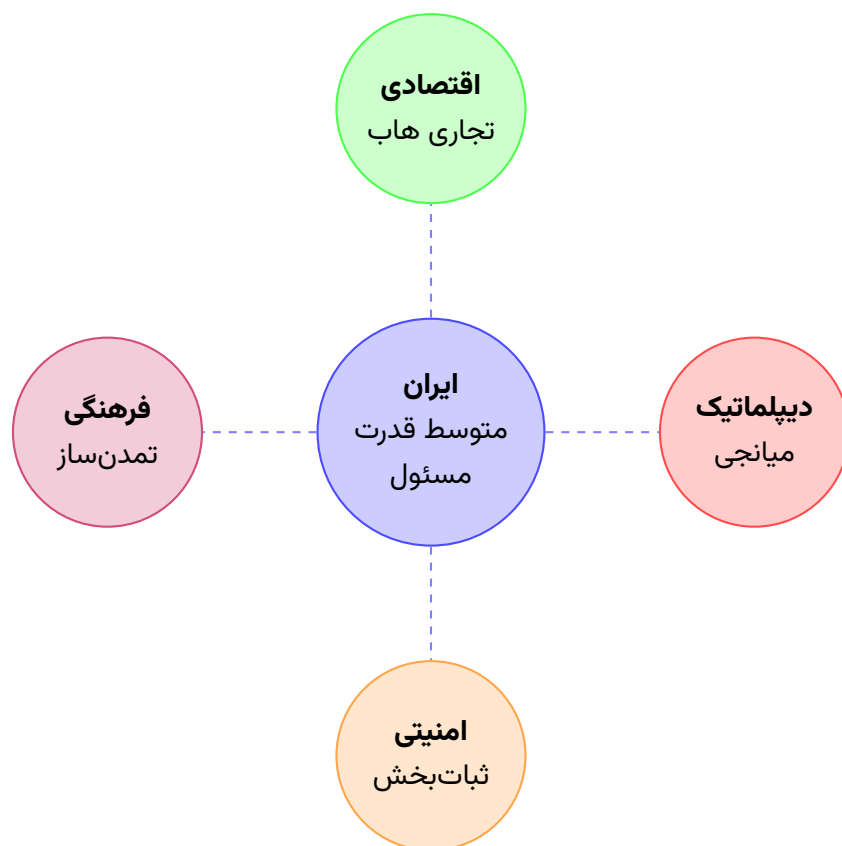 اقتصادی
تجاری هاب
دیپلماتیک
میانجی
ایران
متوسط قدرت
مسئول
فرهنگی
تمدن‌ساز
امنیتی
ثبات‌بخش